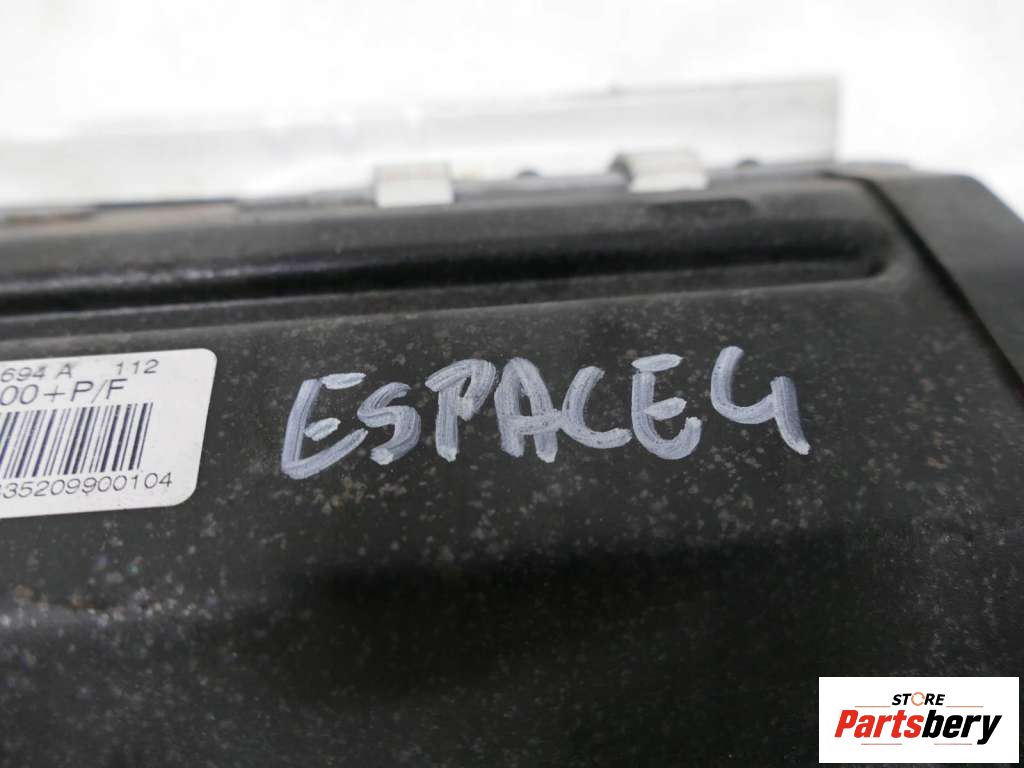 694 A 112
00+P/F
35209900104
ESPACE4
STORE
Partsbery